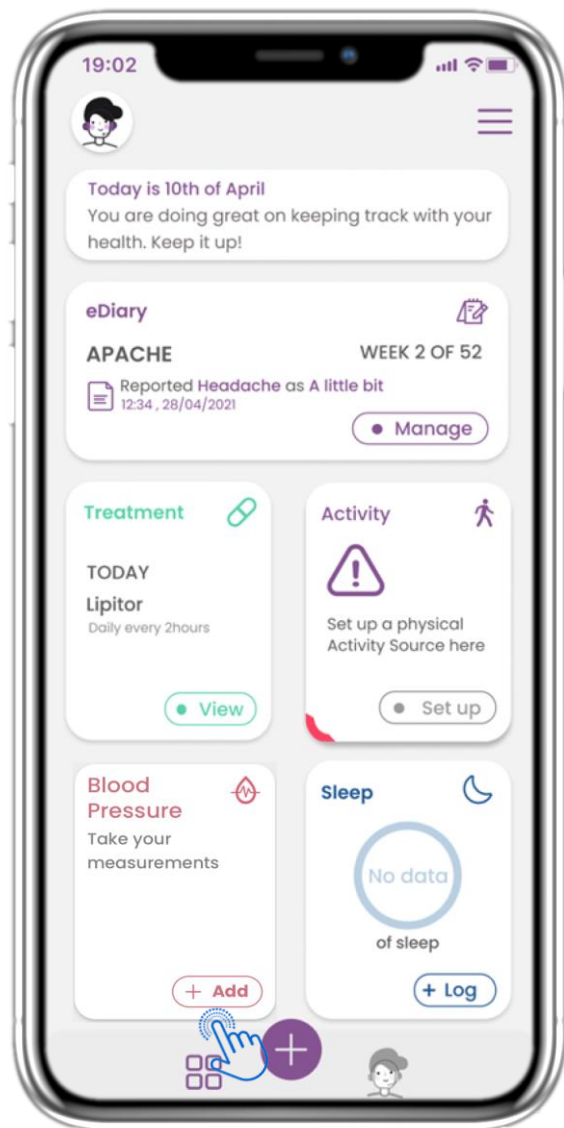 19:02
Today is 10th of April
You are doing great on keeping track with your
health. Keep it up!
eDiary
APACHE
WEEK 2 OF 52
Reported Headache as A little bit
12:34 , 28/04/2021
Manage
Treatment
TODAY
Lipitor
Daily every 2hours
View
Activity
Set up a physical
Activity Source here
Set up
Blood
Pressure
Take your
measurements
+ Add
Sleep
No data
of sleep
+ Log